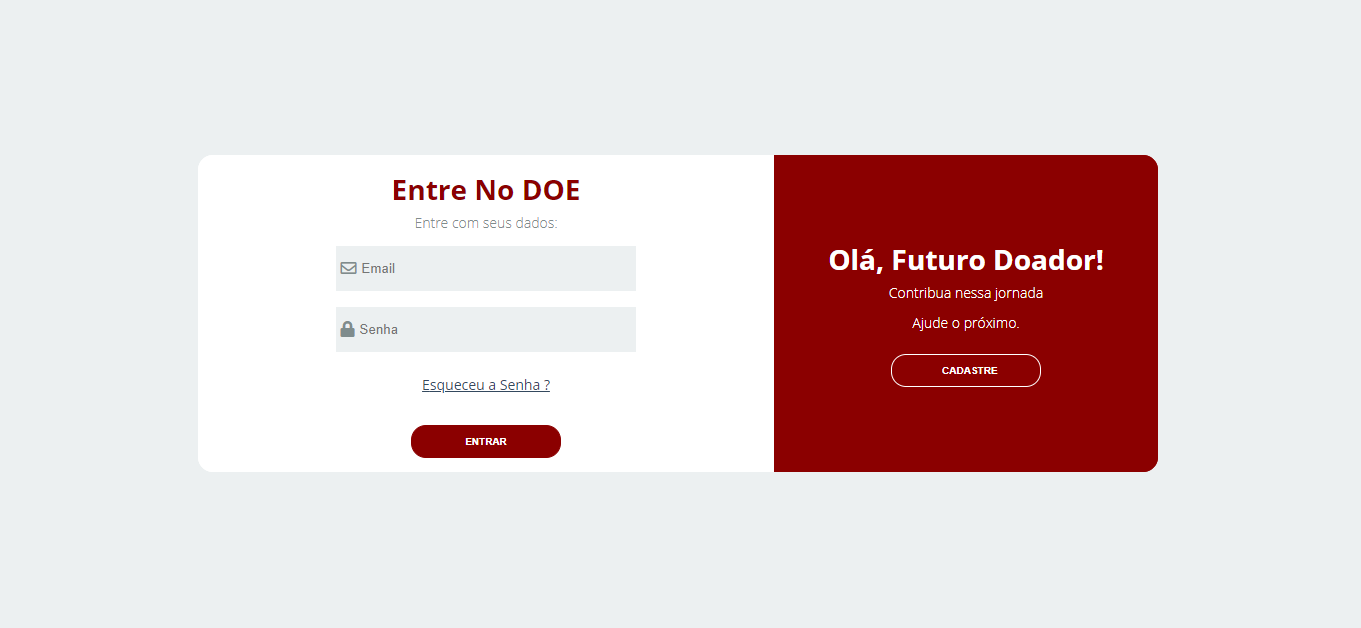 Entre No DOE
Entre com seus dados:
Email
Senha
Esqueceu a Senha ?
ENTRAR
Olá, Futuro Doador!
Contribua nessa jornada
Ajude o próximo.
CADASTRE